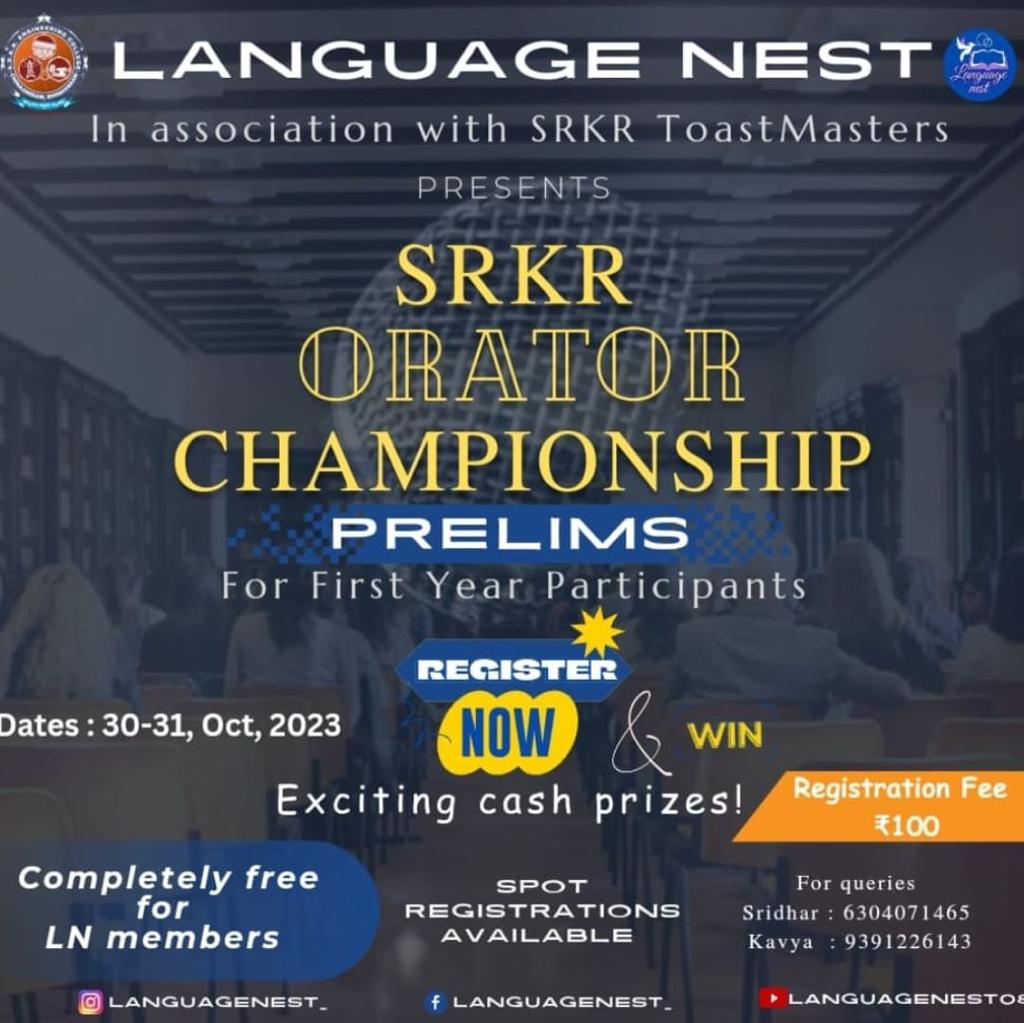 LANGUAGE NEST
Language
nest
In association with SRKR ToastMasters
PRESENTS
SRKR
ORATOR
CHAMPIONSHIP
PRELIMS
For First Year Participants
REGISTER
NOW
& WIN
Dates : 30-31, Oct, 2023
Exciting cash prizes!
Registration Fee
₹100
Completely free
for
LN members
SPOT
REGISTRATIONS
AVAILABLE
For queries
Sridhar : 6304071465
Kavya : 9391226143
LANGUAGENEST_
LANGUAGENEST_